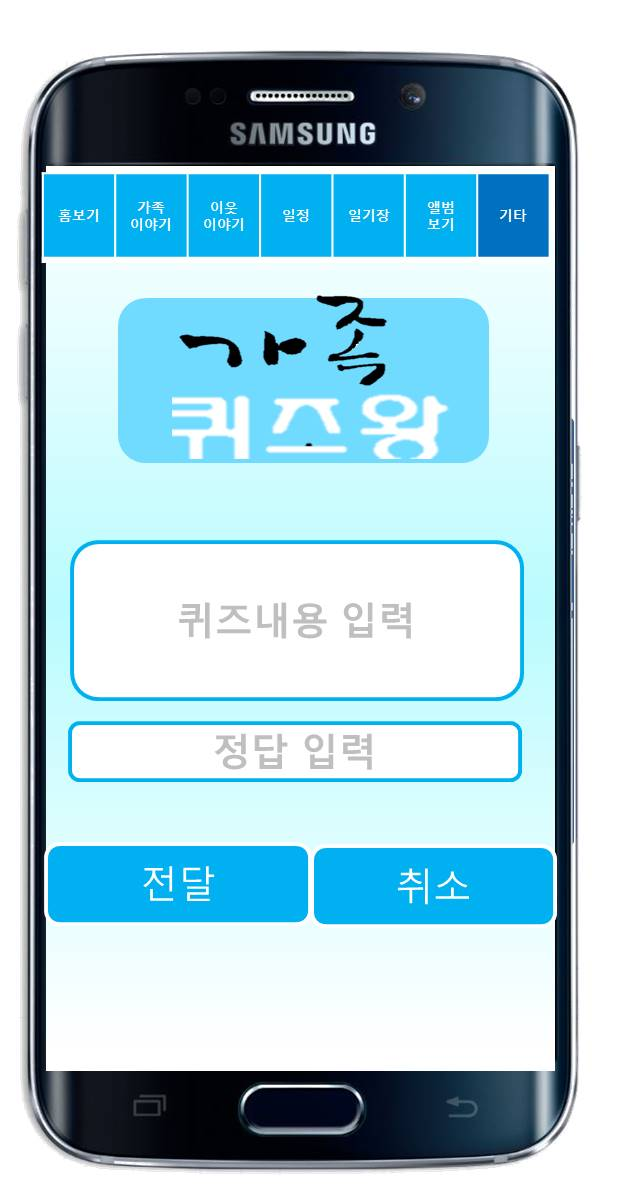 SAMSUNG
홈보기
가족
이야기
이웃
이야기
일정
일기장
앨범
보기
기타
가족
퀴즈왕
퀴즈내용 입력
정답 입력
전달
취소